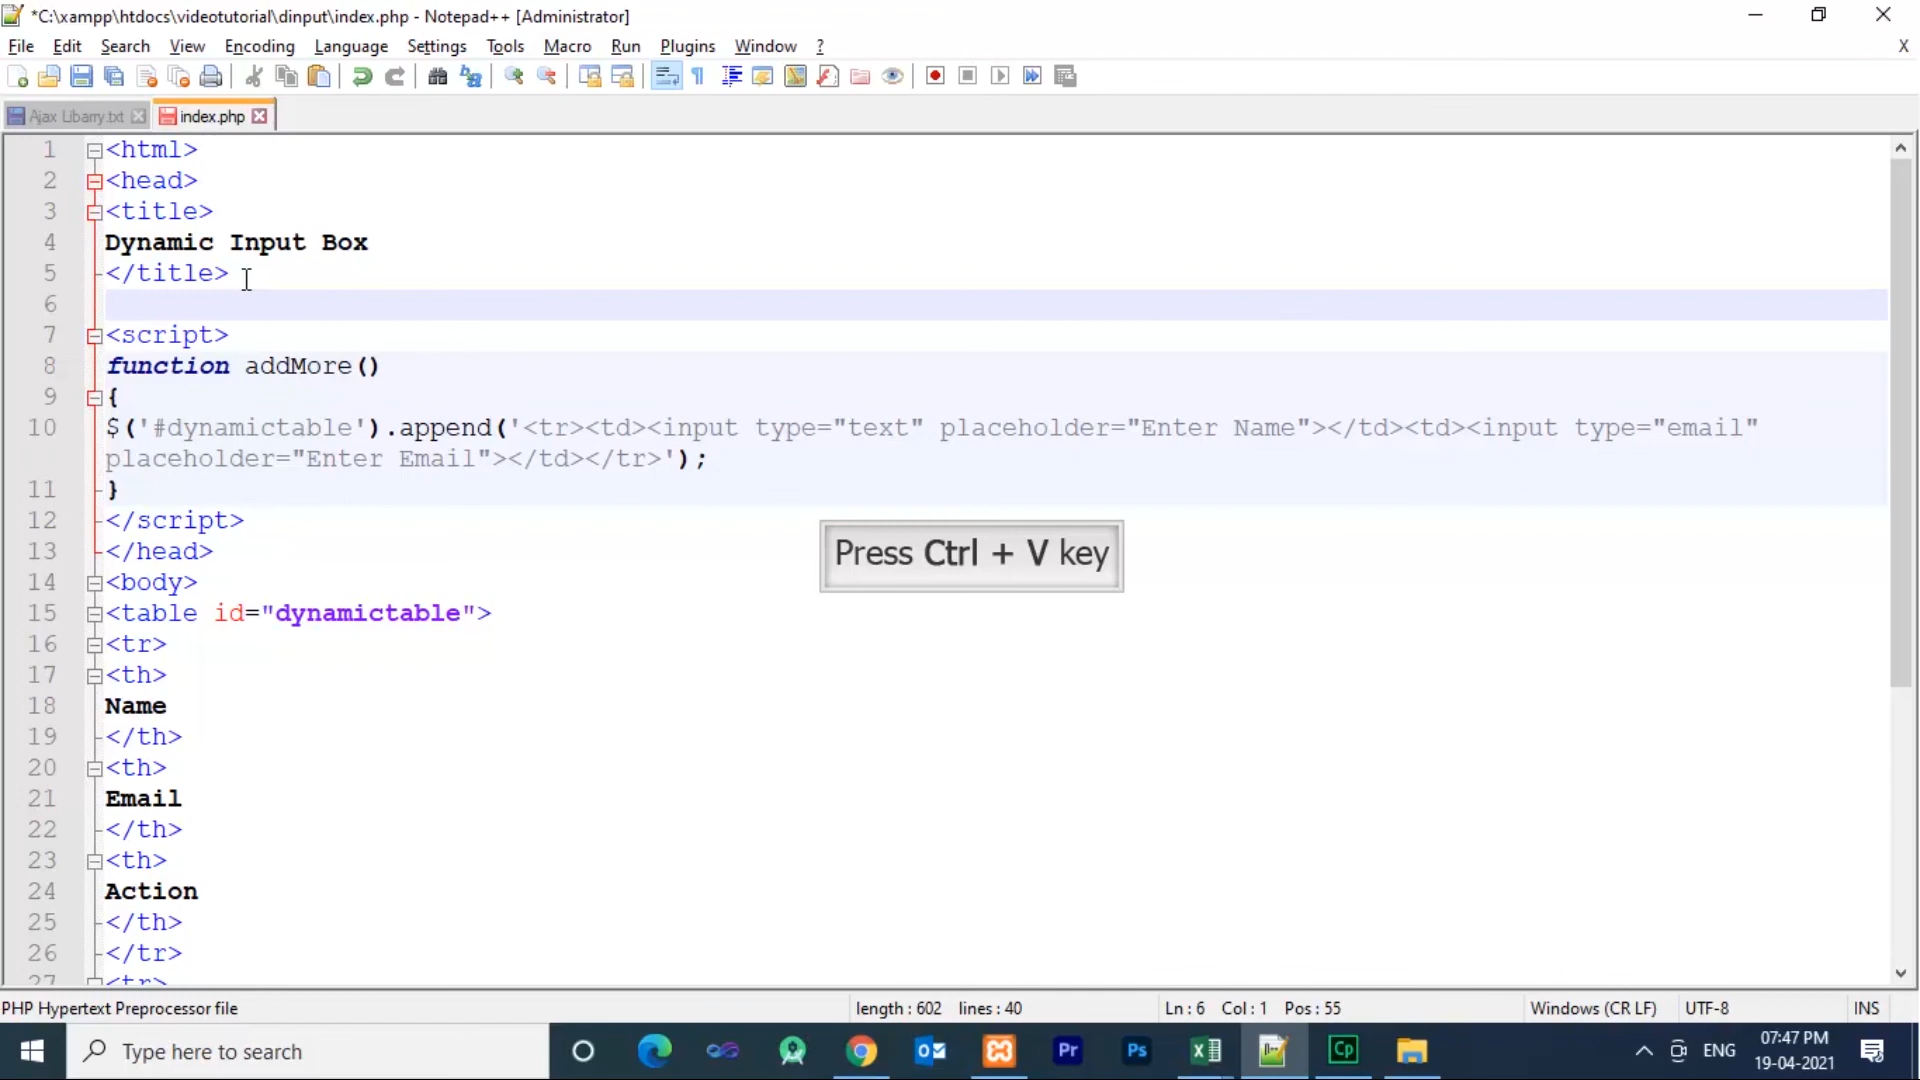 *C:\xampp\htdocs\videotutorial\dinput\index.php - Notepad++ [Administrator]
File Edit Search View Encoding Language Settings Tools Macro Run Plugins Window ? X
Ajax Libarry.txt index.php
1 <html>
2 <head>
3 <title>
4 Dynamic Input Box
5 </title>
6
7 <script>
8 function addMore()
9 {
10 $('#dynamictable').append('<tr><td><input type="text" placeholder="Enter Name"></td><td><input type="email"
placeholder="Enter Email"></td></tr>');
11 }
12 </script>
13 </head>
14 <body>
15 <table id="dynamictable">
16 <tr>
17 <th>
18 Name
19 </th>
20 <th>
21 Email
22 </th>
23 <th>
24 Action
25 </th>
26 </tr>
27 <tr>
Press Ctrl + V key
PHP Hypertext Preprocessor file length : 602 lines : 40 Ln : 6 Col : 1 Pos : 55 Windows (CR LF) UTF-8 INS
Type here to search Pr Ps Cp ENG 07:47 PM
19-04-2021